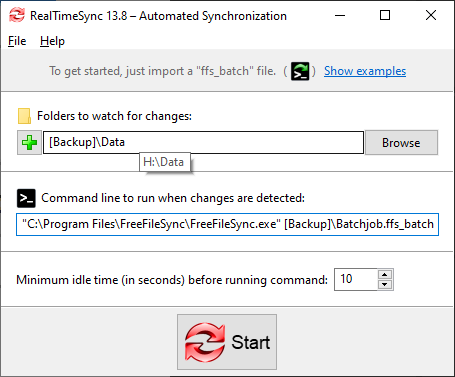 RealTimeSync 13.8 – Automated Synchronization
File Help
To get started, just import a "ffs_batch" file. ( ) Show examples
Folders to watch for changes:
[Backup]\Data
Browse
H:\Data
Command line to run when changes are detected:
"C:\Program Files\FreeFileSync\FreeFileSync.exe" [Backup]\Batchjob.ffs_batch
Minimum idle time (in seconds) before running command: 10
Start